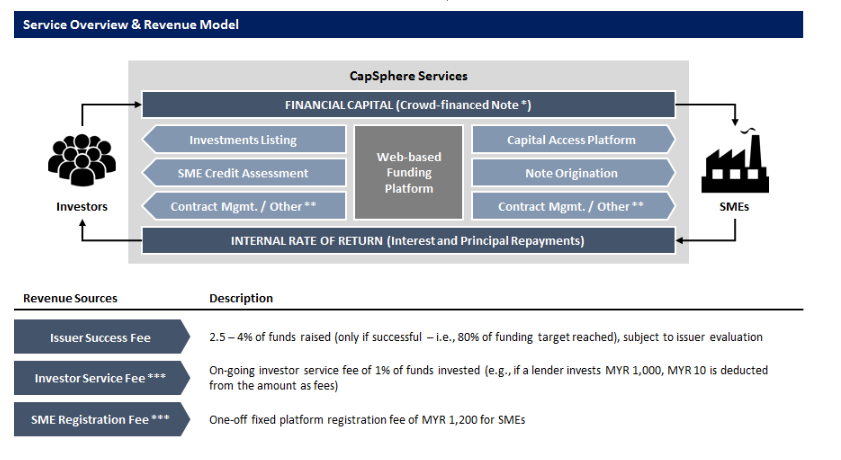 Service Overview & Revenue Model
CapSphere Services
FINANCIAL CAPITAL (Crowd-financed Note *)
Investments Listing
Capital Access Platform
Web-based
Funding
Platform
SME Credit Assessment
Note Origination
Contract Mgmt. / Other **
Contract Mgmt. / Other **
Investors
SMEs
INTERNAL RATE OF RETURN (Interest and Principal Repayments)
Revenue Sources
Description
Issuer Success Fee
2.5 – 4% of funds raised (only if successful – i.e., 80% of funding target reached), subject to issuer evaluation
Investor Service Fee ***
On-going investor service fee of 1% of funds invested (e.g., if a lender invests MYR 1,000, MYR 10 is deducted
from the amount as fees)
SME Registration Fee ***
One-off fixed platform registration fee of MYR 1,200 for SMEs